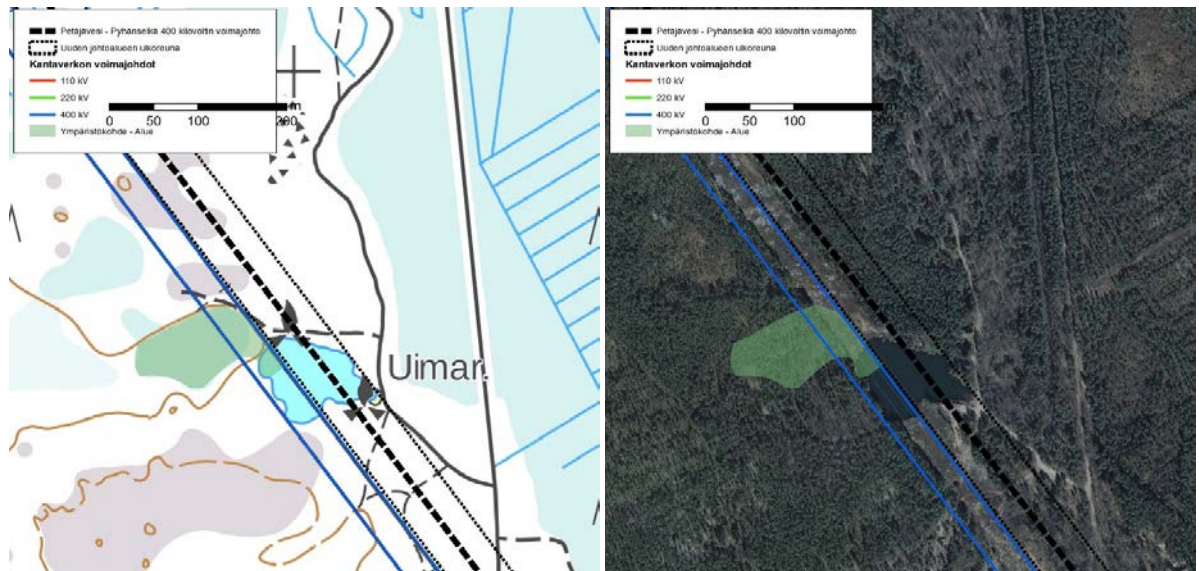 Petäjävesi - Pyhänselkä 400 kilovoltin voimajohto
Uuden johtoalueen ulkoreuna
Kantaverkon voimajohdot
110 kV
220 kV
400 kV
Ympäristökohde - Alue
0 50 100 200 m
Uimar.
Petäjävesi - Pyhänselkä 400 kilovoltin voimajohto
Uuden johtoalueen ulkoreuna
Kantaverkon voimajohdot
110 kV
220 kV
400 kV
Ympäristökohde - Alue
0 50 100 200 m